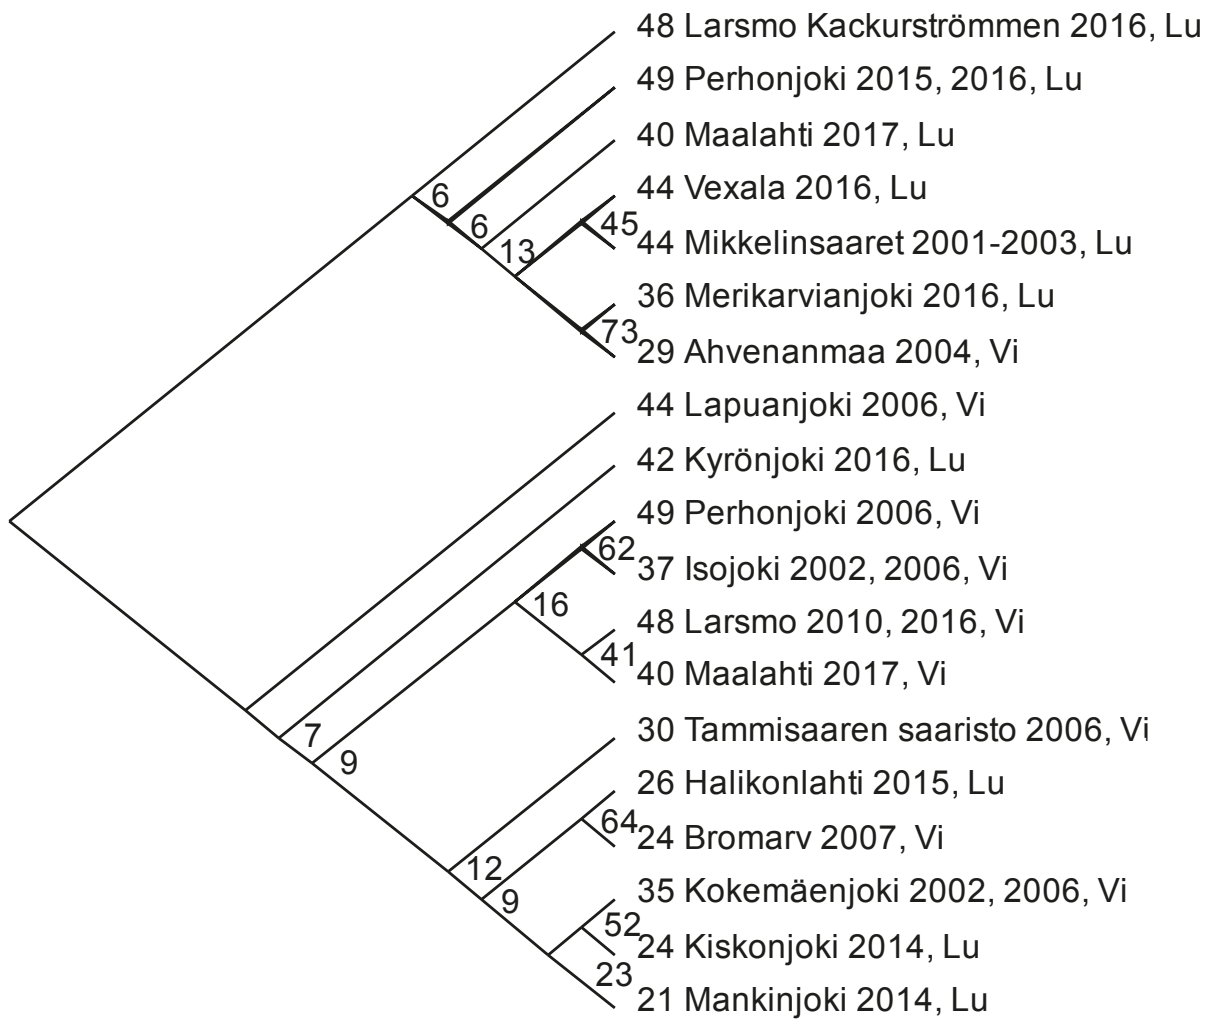 48 Larsmo Kackurströmmen 2016, Lu
49 Perhonjoki 2015, 2016, Lu
40 Maalahti 2017, Lu
6
44 Vexala 2016, Lu
6
45
13
44 Mikkelinsaaret 2001-2003, Lu
36 Merikarvianjoki 2016, Lu
73
29 Ahvenanmaa 2004, Vi
44 Lapuanjoki 2006, Vi
42 Kyrönjoki 2016, Lu
49 Perhonjoki 2006, Vi
62
37 Isojoki 2002, 2006, Vi
16
48 Larsmo 2010, 2016, Vi
41
40 Maalahti 2017, Vi
7
30 Tammisaaren saaristo 2006, Vi
9
26 Halikonlahti 2015, Lu
64
24 Bromarv 2007, Vi
12
35 Kokemäenjoki 2002, 2006, Vi
9
52
24 Kiskonjoki 2014, Lu
23
21 Mankinjoki 2014, Lu